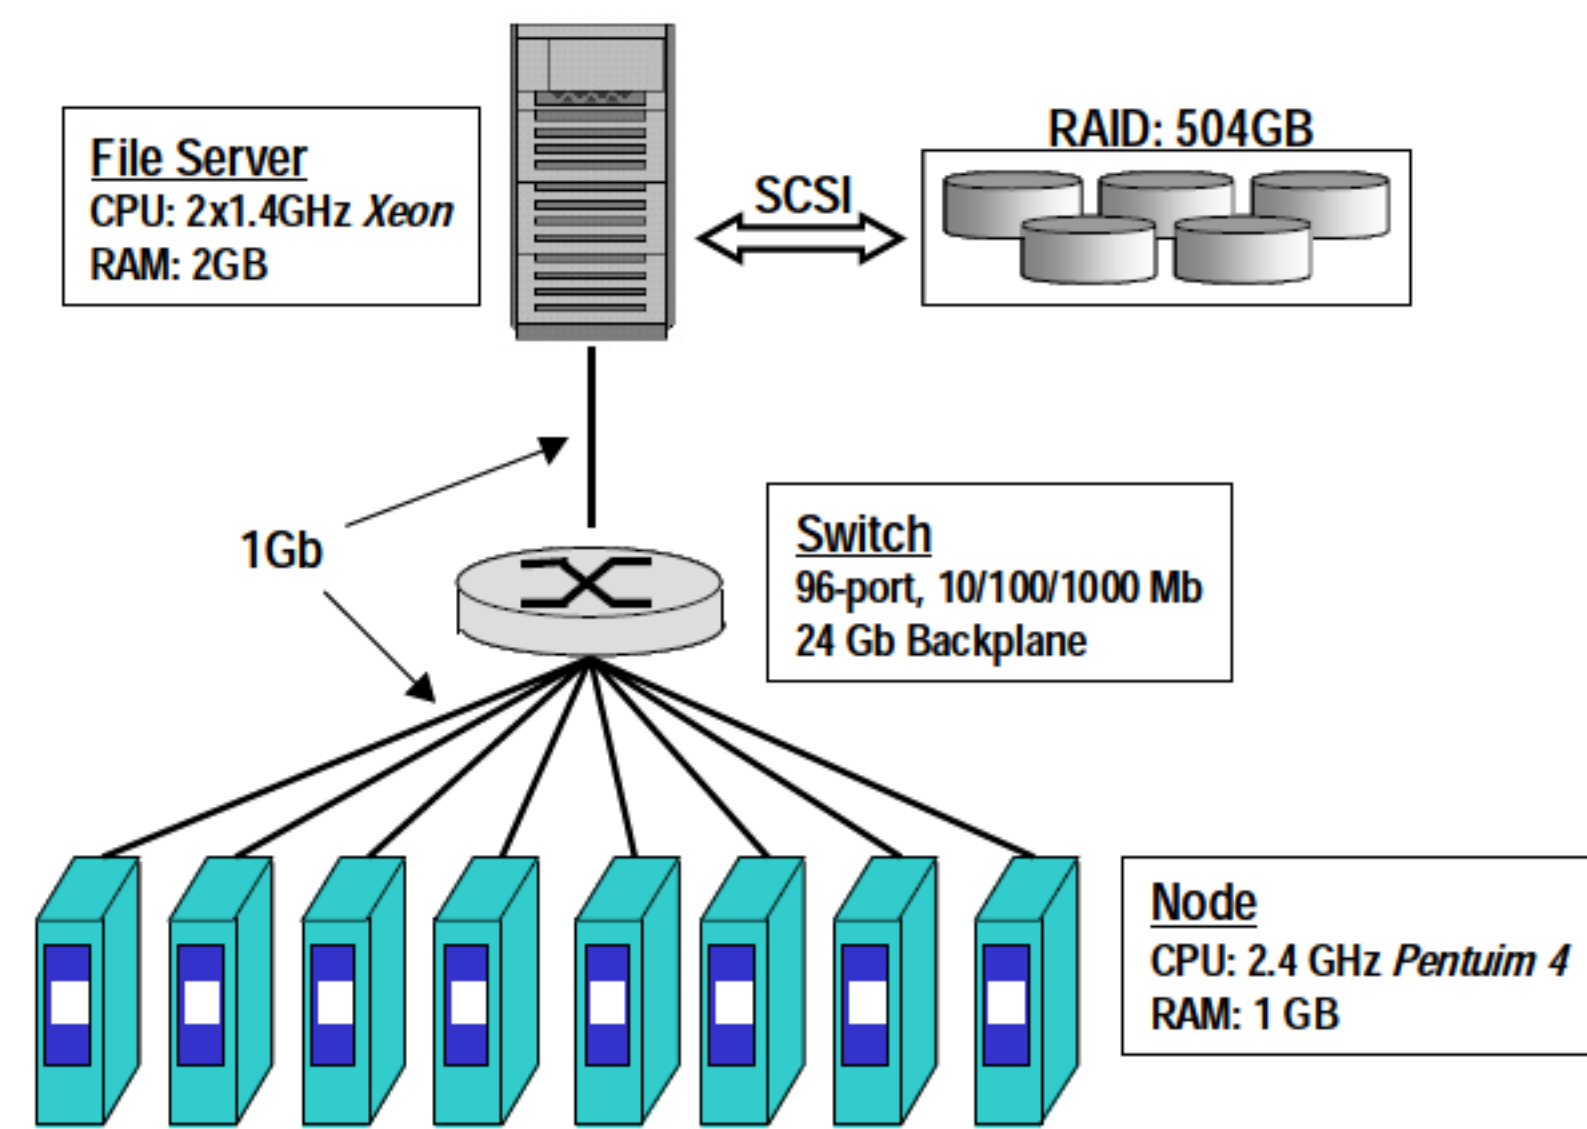 File Server
CPU: 2x1.4GHz Xeon
RAM: 2GB
SCSI
RAID: 504GB
1Gb
Switch
96-port, 10/100/1000 Mb
24 Gb Backplane
Node
CPU: 2.4 GHz Pentuim 4
RAM: 1 GB